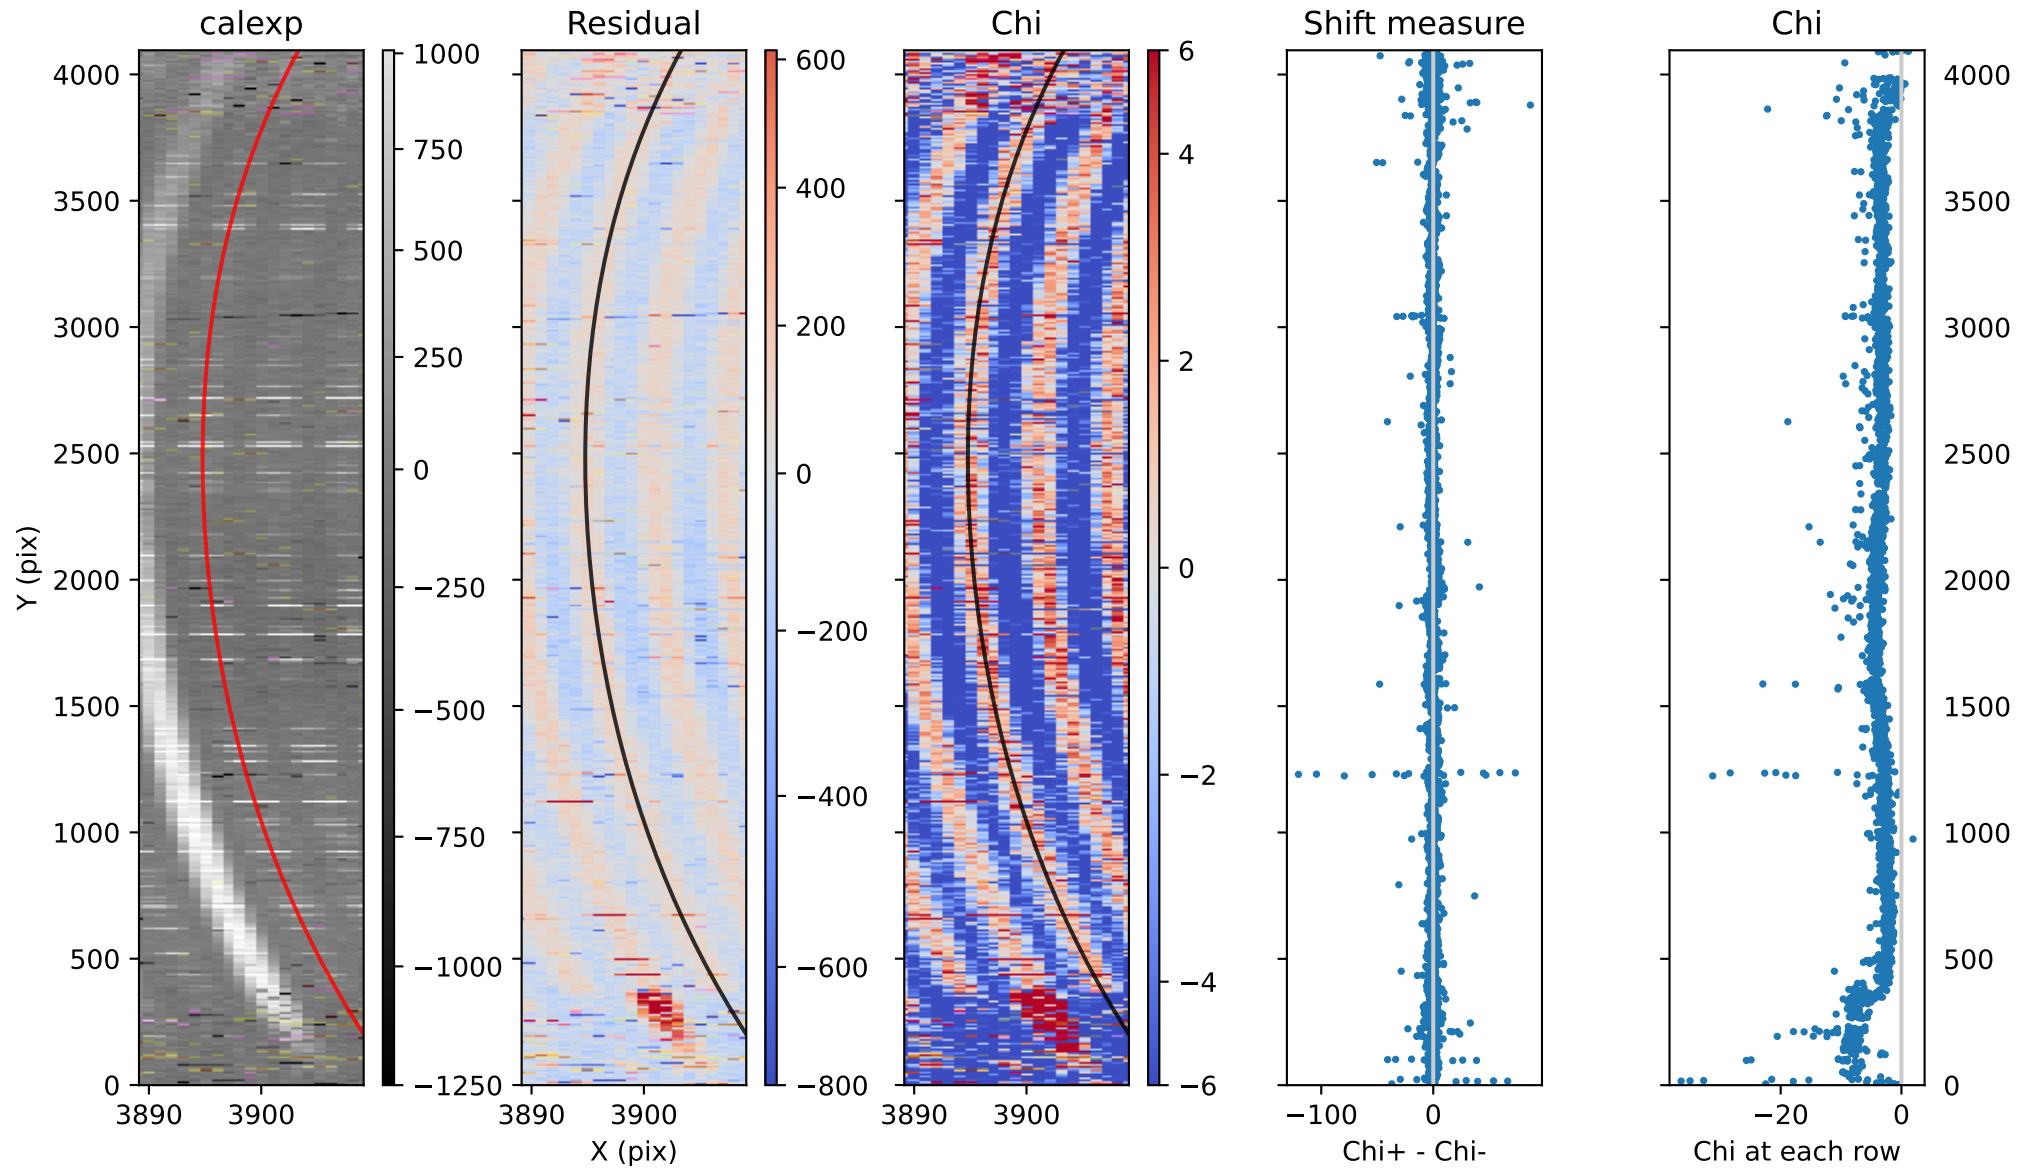 calexp Residual Chi Shift measure Chi
4000 1000 600 6 4000
3500 750 400 4 3500
3000 500 200 2 3000
2500 250 0 0 2500
2000 0 −200 −2 2000
1500 −250 −400 −4 1500
1000 −500 −600 −6 1000
500 −750 −800 500
0 −1000 0
−1250
Y (pix)
3890 3900 3890 3900 3890 3900 −100 0 −20 0
X (pix) Chi+ - Chi- Chi at each row